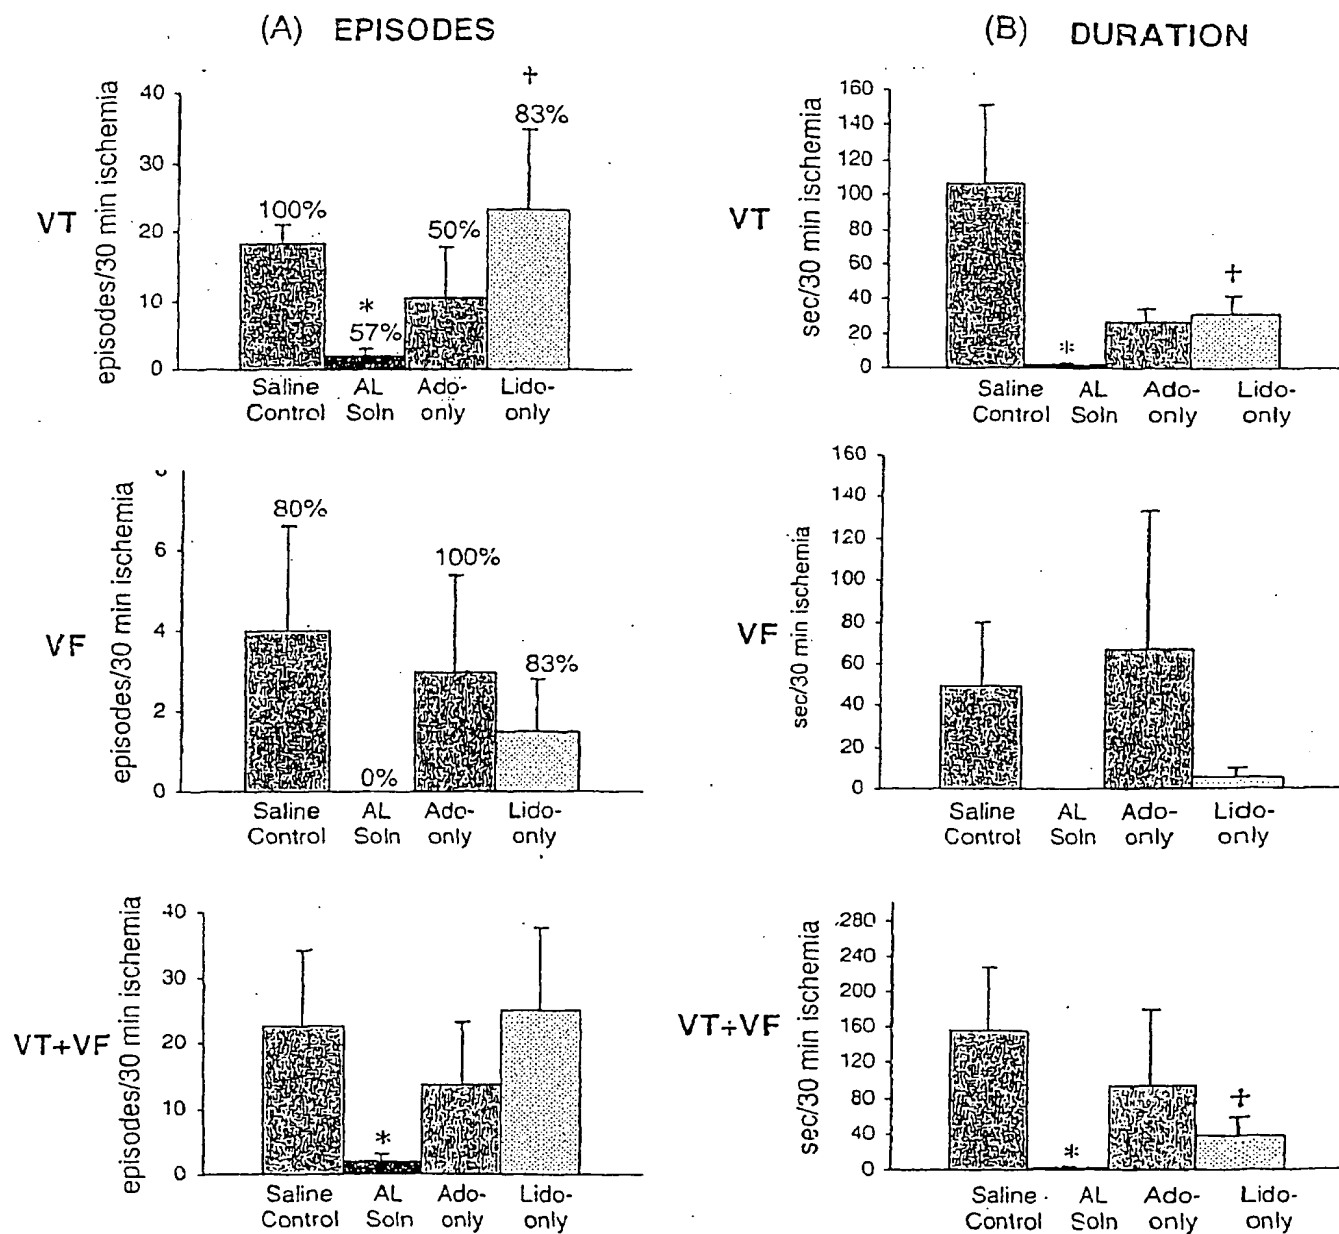 (A) EPISODES
(B) DURATION
VT
episodes/30 min ischemia
40
30
20
10
0
100%
*
57%
50%
†
83%
Saline Control
AL Soln
Ado-only
Lido-only
VT
sec/30 min ischemia
160
140
120
100
80
60
40
20
0
*
†
Saline Control
AL Soln
Ado-only
Lido-only
VF
episodes/30 min ischemia
6
4
2
0
80%
0%
100%
83%
Saline Control
AL Soln
Ado-only
Lido-only
VF
sec/30 min ischemia
160
140
120
100
80
60
40
20
0
Saline Control
AL Soln
Ado-only
Lido-only
VT+VF
episodes/30 min ischemia
40
30
20
10
0
*
Saline Control
AL Soln
Ado-only
Lido-only
VT+VF
sec/30 min ischemia
280
240
200
160
120
80
40
0
*
†
Saline Control
AL Soln
Ado-only
Lido-only